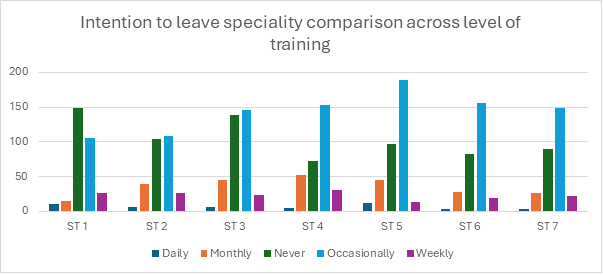 Intention to leave speciality comparison across level of
training
200
150
100
50
0
ST 1 ST 2 ST 3 ST 4 ST 5 ST 6 ST 7
Daily Monthly Never Occasionally Weekly